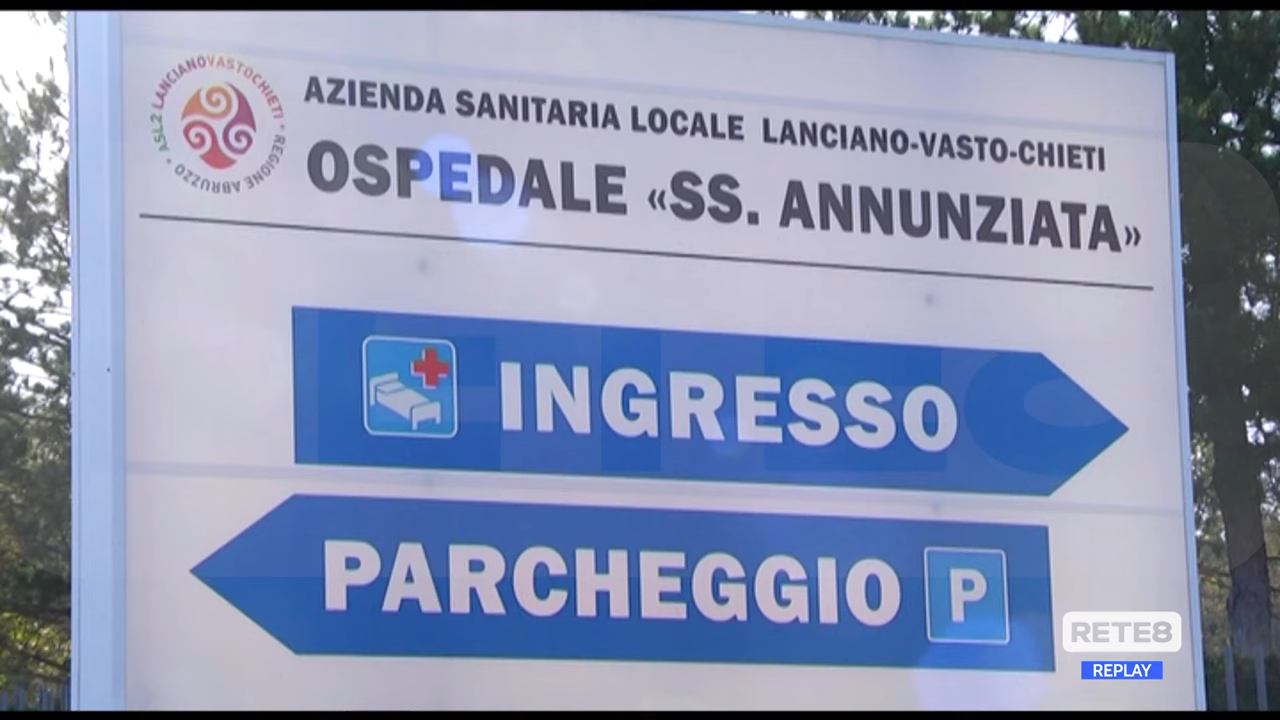 ASL2 LANCIANOVASTOCHIETI * REGIONE ABRUZZO *
AZIENDA SANITARIA LOCALE LANCIANO-VASTO-CHIETI
OSPEDALE «SS. ANNUNZIATA»
INGRESSO
PARCHEGGIO P
RETE8
REPLAY